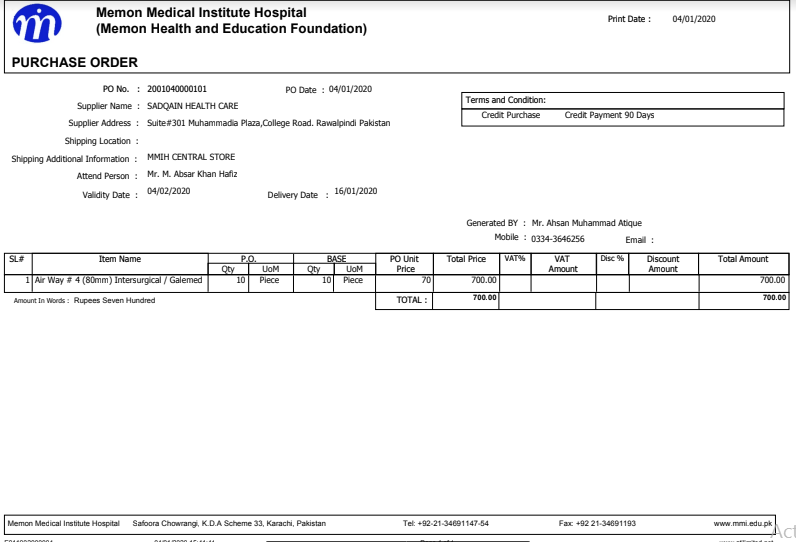 Memon Medical Institute Hospital
(Memon Health and Education Foundation)
Print Date : 04/01/2020
PURCHASE ORDER
PO No. : 2001040000101 PO Date : 04/01/2020
Supplier Name : SADQAIN HEALTH CARE
Supplier Address : Suite#301 Muhammadia Plaza,College Road. Rawalpindi Pakistan
Shipping Location :
Shipping Additional Information : MMIH CENTRAL STORE
Attend Person : Mr. M. Absar Khan Hafiz
Validity Date : 04/02/2020 Delivery Date : 16/01/2020
Terms and Condition:
Credit Purchase Credit Payment 90 Days
Generated BY : Mr. Ahsan Muhammad Atique
Mobile : 0334-3646256 Email :
SL# Item Name P.O. BASE PO Unit Price Total Price VAT% VAT Amount Disc % Discount Amount Total Amount
Qty UoM Qty UoM
1 Air Way # 4 (80mm) Intersurgical / Galemed 10 Piece 10 Piece 70 700.00 700.00
Amount In Words : Rupees Seven Hundred TOTAL : 700.00 700.00
Memon Medical Institute Hospital Safoora Chowrangi, K.D.A Scheme 33, Karachi, Pakistan Tel: +92-21-34691147-54 Fax: +92 21-34691193 www.mmi.edu.pk
Act